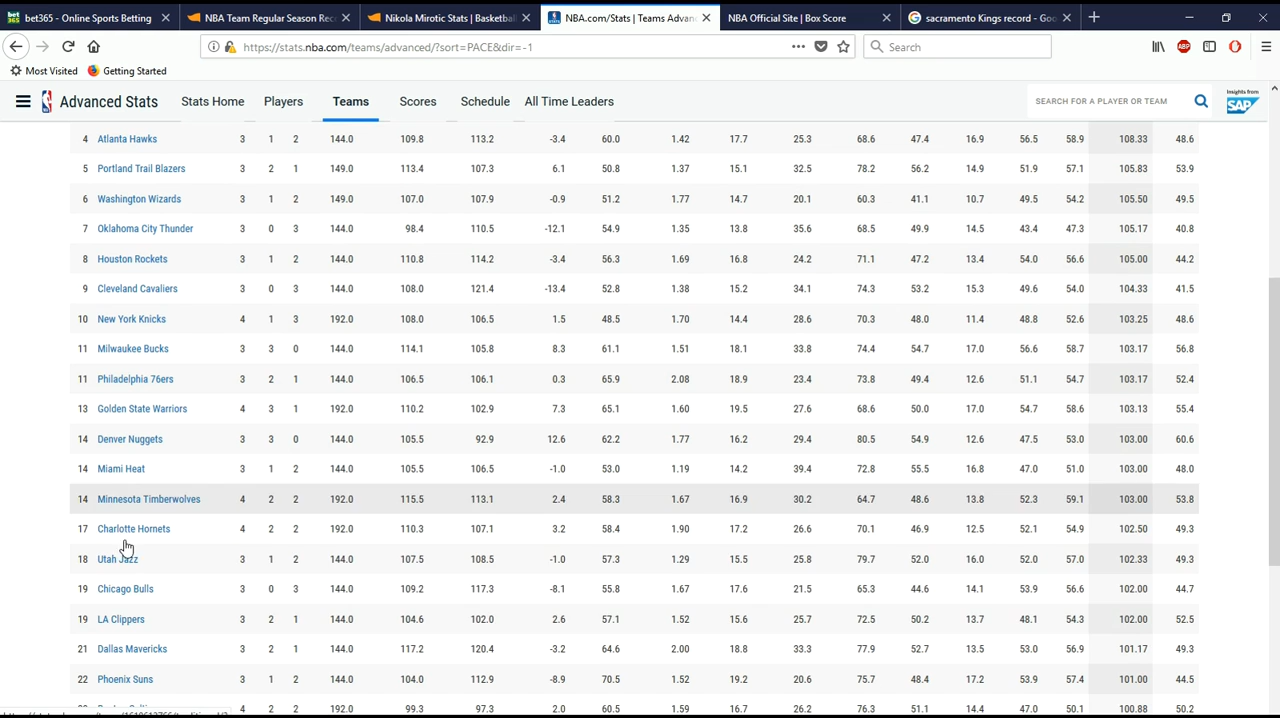 bet365 - Online Sports Betting
NBA Team Regular Season Rec
Nikola Mirotic Stats | Basketball
NBA.com/Stats | Teams Advan
NBA Official Site | Box Score
sacramento Kings record - Goo
https://stats.nba.com/teams/advanced/?sort=PACE&dir=-1
Search
Most Visited Getting Started
Advanced Stats Stats Home Players Teams Scores Schedule All Time Leaders SEARCH FOR A PLAYER OR TEAM Insights from SAP
4 Atlanta Hawks 3 1 2 144.0 109.8 113.2 -3.4 60.0 1.42 17.7 25.3 68.6 47.4 16.9 56.5 58.9 108.33 48.6
5 Portland Trail Blazers 3 2 1 149.0 113.4 107.3 6.1 50.8 1.37 15.1 32.5 78.2 56.2 14.9 51.9 57.1 105.83 53.9
6 Washington Wizards 3 1 2 149.0 107.0 107.9 -0.9 51.2 1.77 14.7 20.1 60.3 41.1 10.7 49.5 54.2 105.50 49.5
7 Oklahoma City Thunder 3 0 3 144.0 98.4 110.5 -12.1 54.9 1.35 13.8 35.6 68.5 49.9 14.5 43.4 47.3 105.17 40.8
8 Houston Rockets 3 1 2 144.0 110.8 114.2 -3.4 56.3 1.69 16.8 24.2 71.1 47.2 13.4 54.0 56.6 105.00 44.2
9 Cleveland Cavaliers 3 0 3 144.0 108.0 121.4 -13.4 52.8 1.38 15.2 34.1 74.3 53.2 15.3 49.6 54.0 104.33 41.5
10 New York Knicks 4 1 3 192.0 108.0 106.5 1.5 48.5 1.70 14.4 28.6 70.3 48.0 11.4 48.8 52.6 103.25 48.6
11 Milwaukee Bucks 3 3 0 144.0 114.1 105.8 8.3 61.1 1.51 18.1 33.8 74.4 54.7 17.0 56.6 58.7 103.17 56.8
11 Philadelphia 76ers 3 2 1 144.0 106.5 106.1 0.3 65.9 2.08 18.9 23.4 73.8 49.4 12.6 51.1 54.7 103.17 52.4
13 Golden State Warriors 4 3 1 192.0 110.2 102.9 7.3 65.1 1.60 19.5 27.6 68.6 50.0 17.0 54.7 58.6 103.13 55.4
14 Denver Nuggets 3 3 0 144.0 105.5 92.9 12.6 62.2 1.77 16.2 29.4 80.5 54.9 12.6 47.5 53.0 103.00 60.6
14 Miami Heat 3 1 2 144.0 105.5 106.5 -1.0 53.0 1.19 14.2 39.4 72.8 55.5 16.8 47.0 51.0 103.00 48.0
14 Minnesota Timberwolves 4 2 2 192.0 115.5 113.1 2.4 58.3 1.67 16.9 30.2 64.7 48.6 13.8 52.3 59.1 103.00 53.8
17 Charlotte Hornets 4 2 2 192.0 110.3 107.1 3.2 58.4 1.90 17.2 26.6 70.1 46.9 12.5 52.1 54.9 102.50 49.3
18 Utah Jazz 3 1 2 144.0 107.5 108.5 -1.0 57.3 1.29 15.5 25.8 79.7 52.0 16.0 52.0 57.0 102.33 49.3
19 Chicago Bulls 3 0 3 144.0 109.2 117.3 -8.1 55.8 1.67 17.6 21.5 65.3 44.6 14.1 53.9 56.6 102.00 44.7
19 LA Clippers 3 2 1 144.0 104.6 102.0 2.6 57.1 1.52 15.6 25.7 72.5 50.2 13.7 48.1 54.3 102.00 52.5
21 Dallas Mavericks 3 2 1 144.0 117.2 120.4 -3.2 64.6 2.00 18.8 33.3 77.9 52.7 13.5 53.0 56.9 101.17 49.3
22 Phoenix Suns 3 1 2 144.0 104.0 112.9 -8.9 70.5 1.52 19.2 20.6 75.7 48.4 17.2 53.9 57.4 101.00 44.5
4 2 2 192.0 99.3 97.3 2.0 60.5 1.59 16.7 26.2 76.3 51.1 14.4 47.0 50.1 100.88 50.2